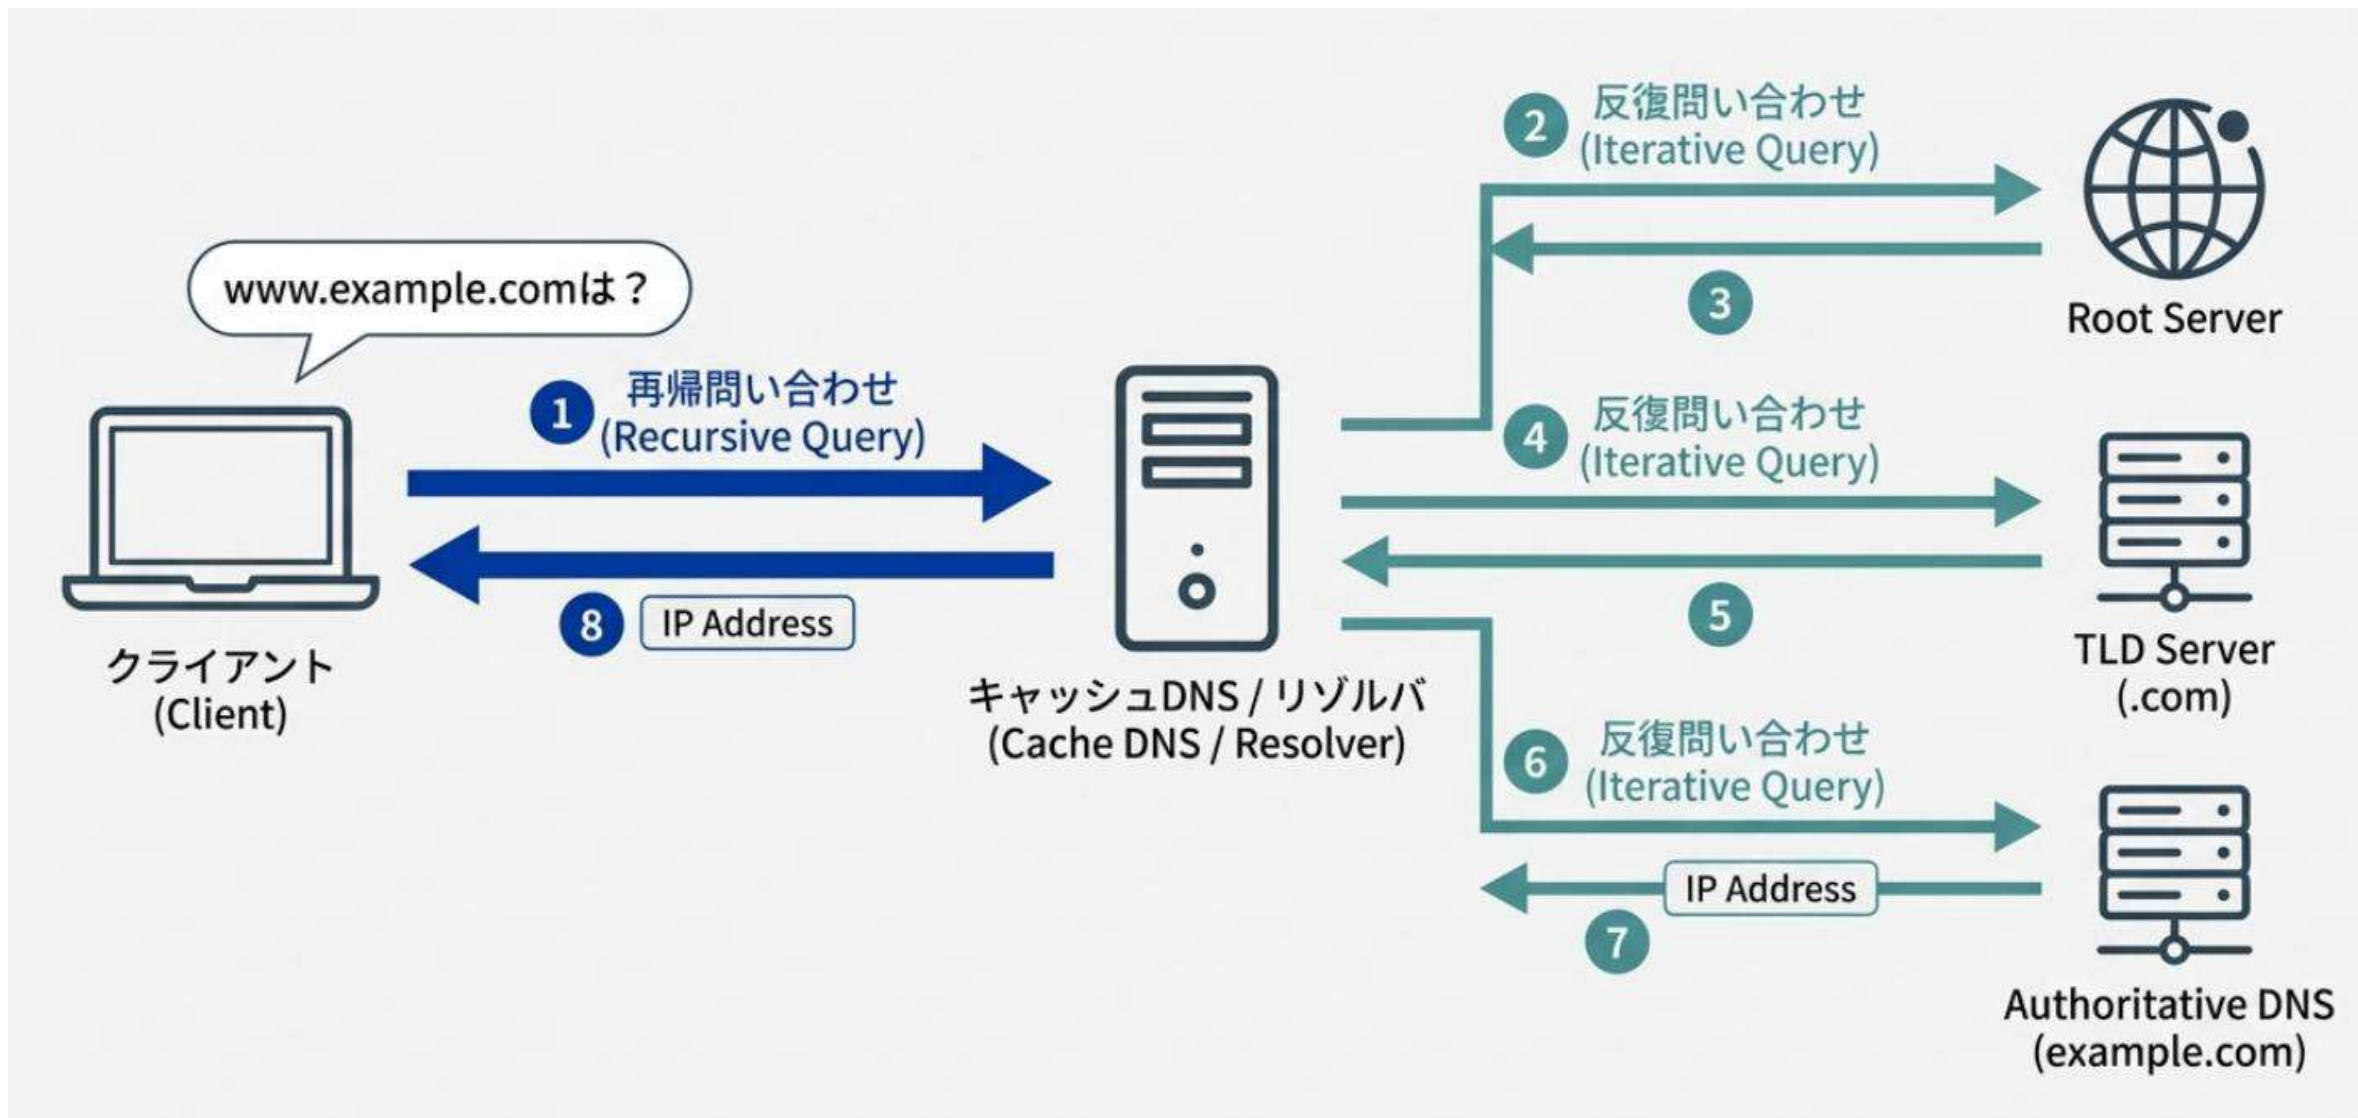 www.example.comは？
1
再帰問い合わせ
(Recursive Query)
8
IP Address
クライアント
(Client)
キャッシュDNS / リゾルバ
(Cache DNS / Resolver)
2
反復問い合わせ
(Iterative Query)
3
Root Server
4
反復問い合わせ
(Iterative Query)
5
TLD Server
(.com)
6
反復問い合わせ
(Iterative Query)
IP Address
7
Authoritative DNS
(example.com)